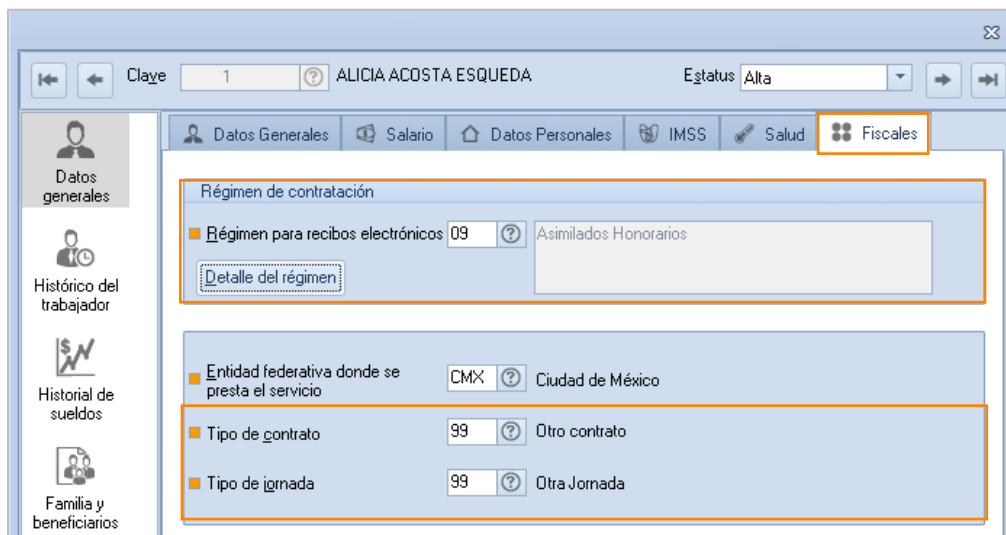 Clave 1 ALICIA ACOSTA ESQUEDA Estatus Alta
Datos Generales Salario Datos Personales IMSS Salud Fiscales
Datos
generales
Histórico del
trabajador
Historial de
sueldos
Familia y
beneficiarios
Régimen de contratación
Régimen para recibos electrónicos 09 Asimilados Honorarios
Detalle del régimen
Entidad federativa donde se
presta el servicio CMX Ciudad de México
Tipo de contrato 99 Otro contrato
Tipo de jornada 99 Otra Jornada